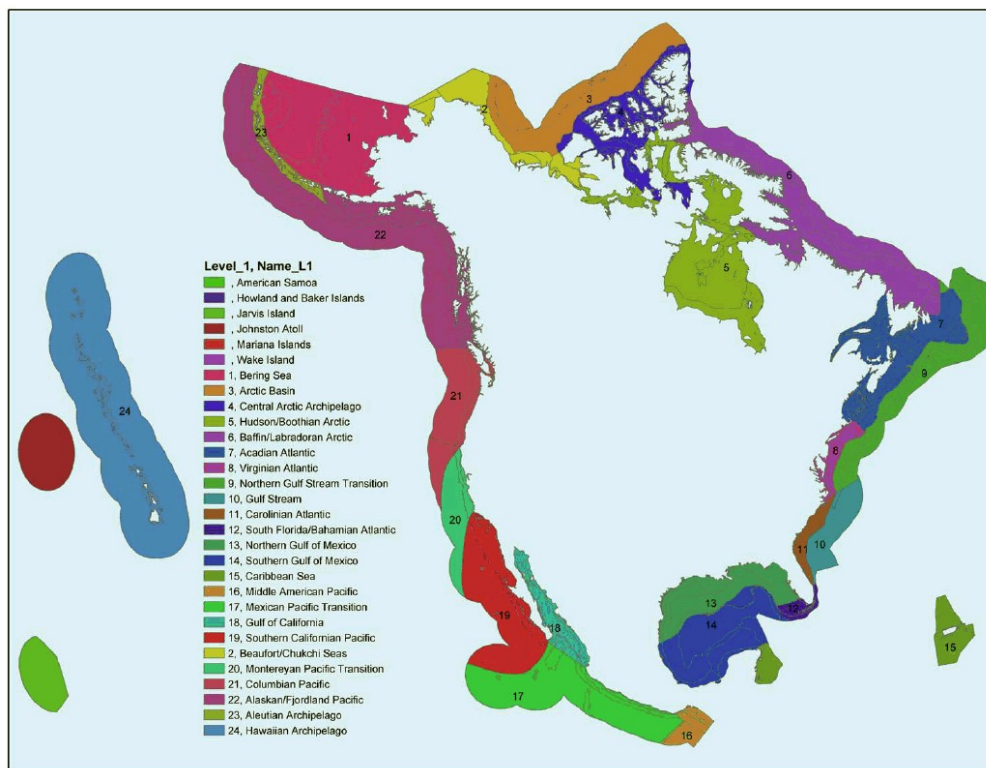 3
2
4
1
23
6
22
5
Level_1, Name_L1
, American Samoa
, Howland and Baker Islands
, Jarvis Island
, Johnston Atoll
, Mariana Islands
, Wake Island
1, Bering Sea
3, Arctic Basin
4, Central Arctic Archipelago
5, Hudson/Boothian Arctic
6, Baffin/Labradoran Arctic
7, Acadian Atlantic
8, Virginian Atlantic
9, Northern Gulf Stream Transition
10, Gulf Stream
11, Carolinian Atlantic
12, South Florida/Bahamian Atlantic
13, Northern Gulf of Mexico
14, Southern Gulf of Mexico
15, Caribbean Sea
16, Middle American Pacific
17, Mexican Pacific Transition
18, Gulf of California
19, Southern Californian Pacific
2, Beaufort/Chukchi Seas
20, Montereyan Pacific Transition
21, Columbian Pacific
22, Alaskan/Fjordland Pacific
23, Aleutian Archipelago
24, Hawaiian Archipelago
7
9
21
24
8
20
10
11
13
12
19
14
18
15
17
16